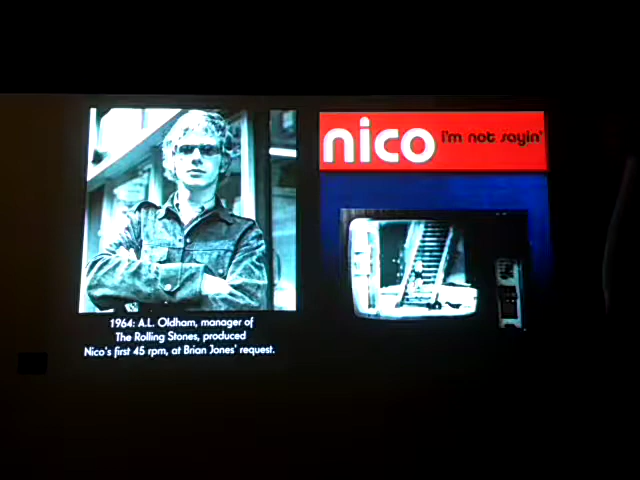 nico
i'm not sayin'
1964: A.L. Oldham, manager of
The Rolling Stones, produced
Nico's first 45 rpm, at Brian Jones' request.